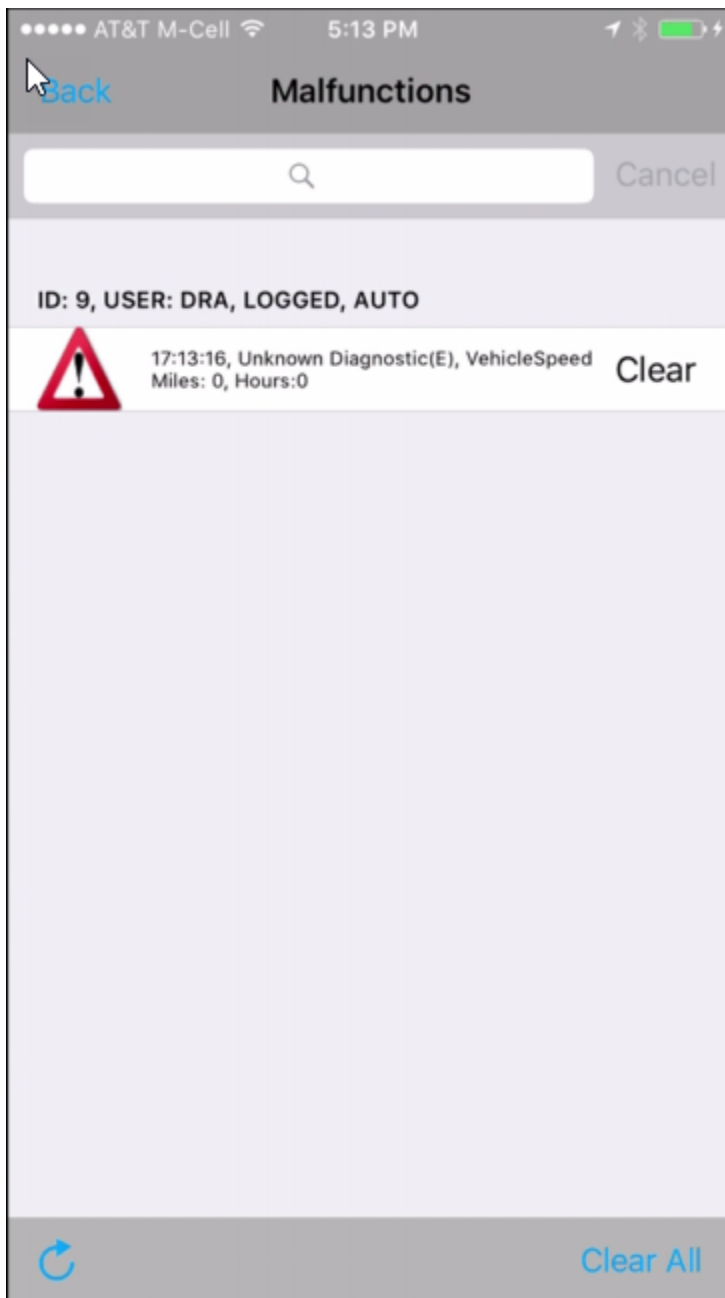 AT&T M-Cell 5:13 PM
Back Malfunctions
Cancel
ID: 9, USER: DRA, LOGGED, AUTO
17:13:16, Unknown Diagnostic(E), VehicleSpeed
Miles: 0, Hours:0
Clear
Clear All